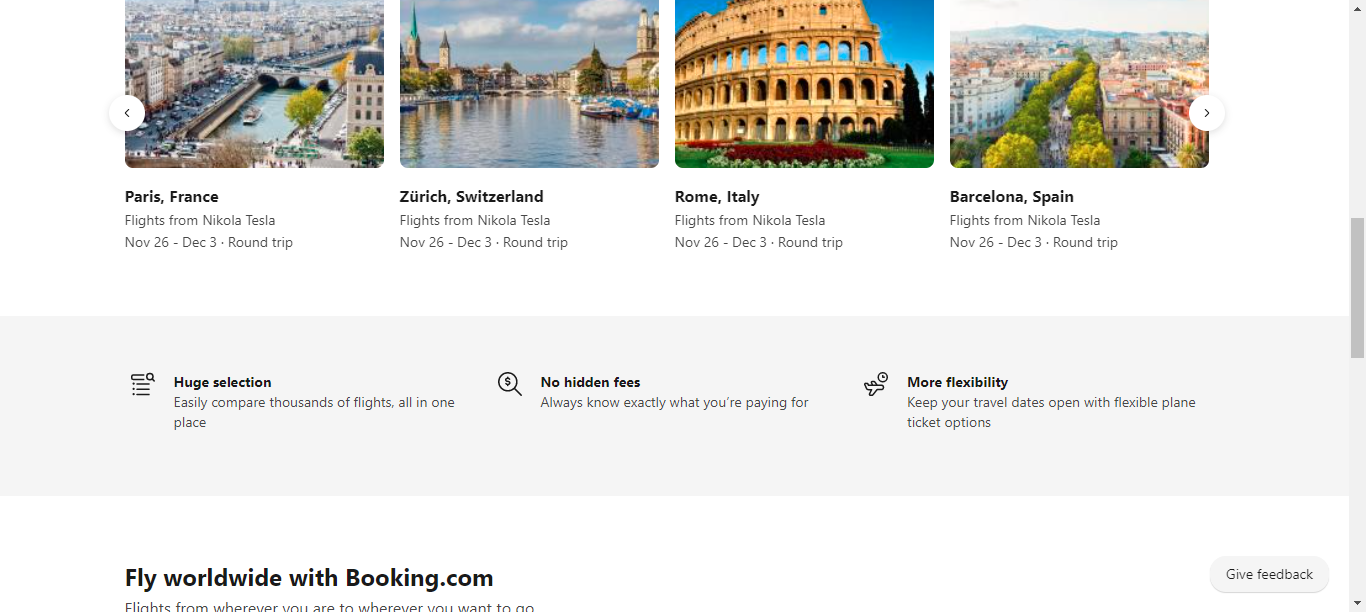 Paris, France
Flights from Nikola Tesla
Nov 26 - Dec 3 · Round trip
Zürich, Switzerland
Flights from Nikola Tesla
Nov 26 - Dec 3 · Round trip
Rome, Italy
Flights from Nikola Tesla
Nov 26 - Dec 3 · Round trip
Barcelona, Spain
Flights from Nikola Tesla
Nov 26 - Dec 3 · Round trip
Huge selection
Easily compare thousands of flights, all in one
place
No hidden fees
Always know exactly what you’re paying for
More flexibility
Keep your travel dates open with flexible plane
ticket options
Fly worldwide with Booking.com
Flights from wherever you are to wherever you want to go
Give feedback